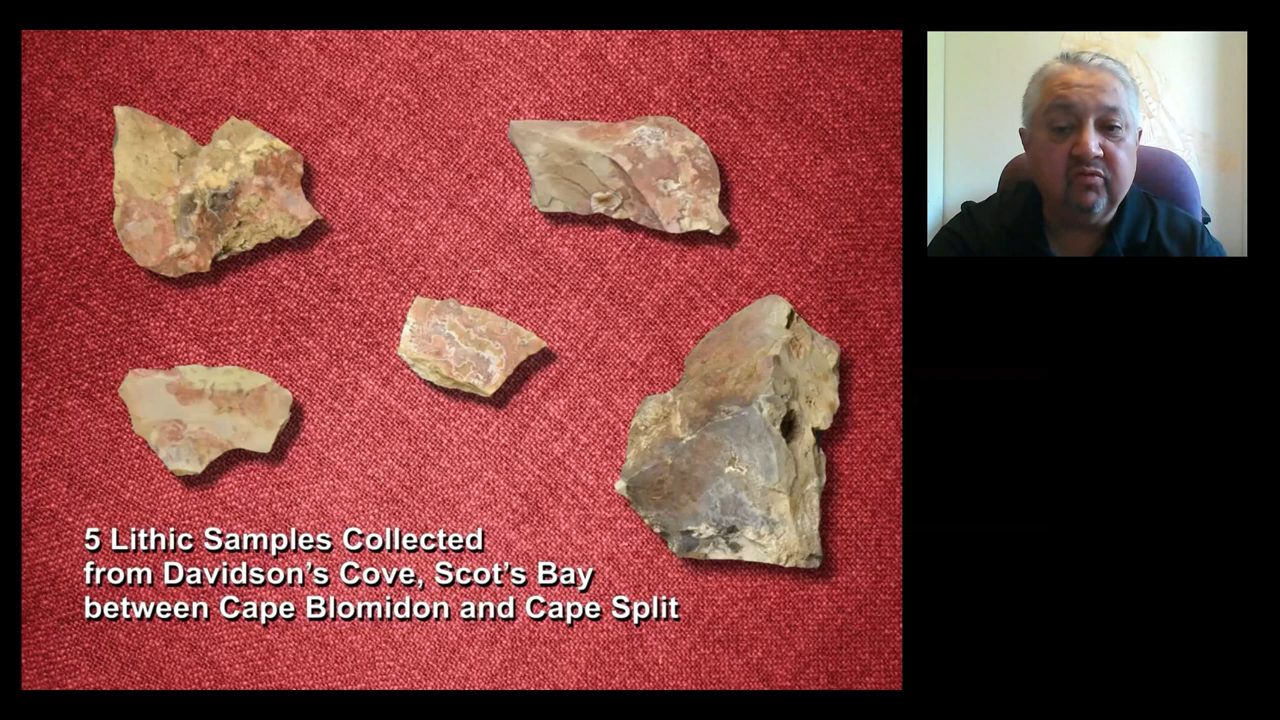 5 Lithic Samples Collected
from Davidson's Cove, Scot's Bay
between Cape Blomidon and Cape Split